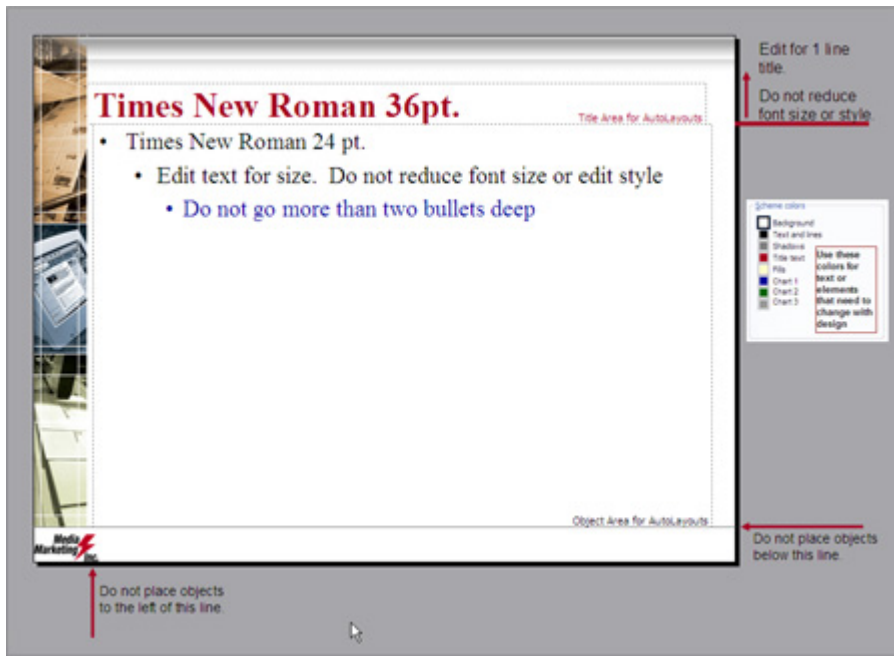 Edit for 1 line
title.
Do not reduce
font size or style
Times New Roman 36pt.
Title Area for AutoLayouts
• Times New Roman 24 pt.
• Edit text for size. Do not reduce font size or edit style
• Do not go more than two bullets deep
Scheme colors
Background
Text and lines
Shadows
Title text
Fills
Chart 1
Chart 2
Chart 3
Use these
colors for
text or
elements
that need to
change with
design
Object Area for AutoLayouts
Media
Marketing
Inc.
Do not place objects
below this line.
Do not place objects
to the left of this line.